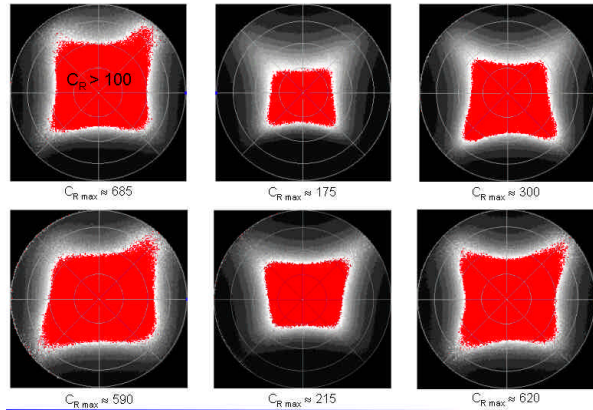 C_R > 100
C_R max ≈ 685
C_R max ≈ 175
C_R max ≈ 300
C_R max ≈ 590
C_R max ≈ 215
C_R max ≈ 620